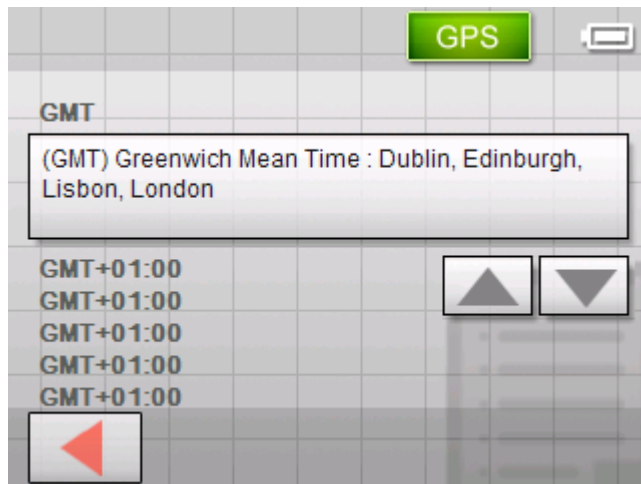 GPS
GMT
(GMT) Greenwich Mean Time : Dublin, Edinburgh,
Lisbon, London
GMT+01:00
GMT+01:00
GMT+01:00
GMT+01:00
GMT+01:00